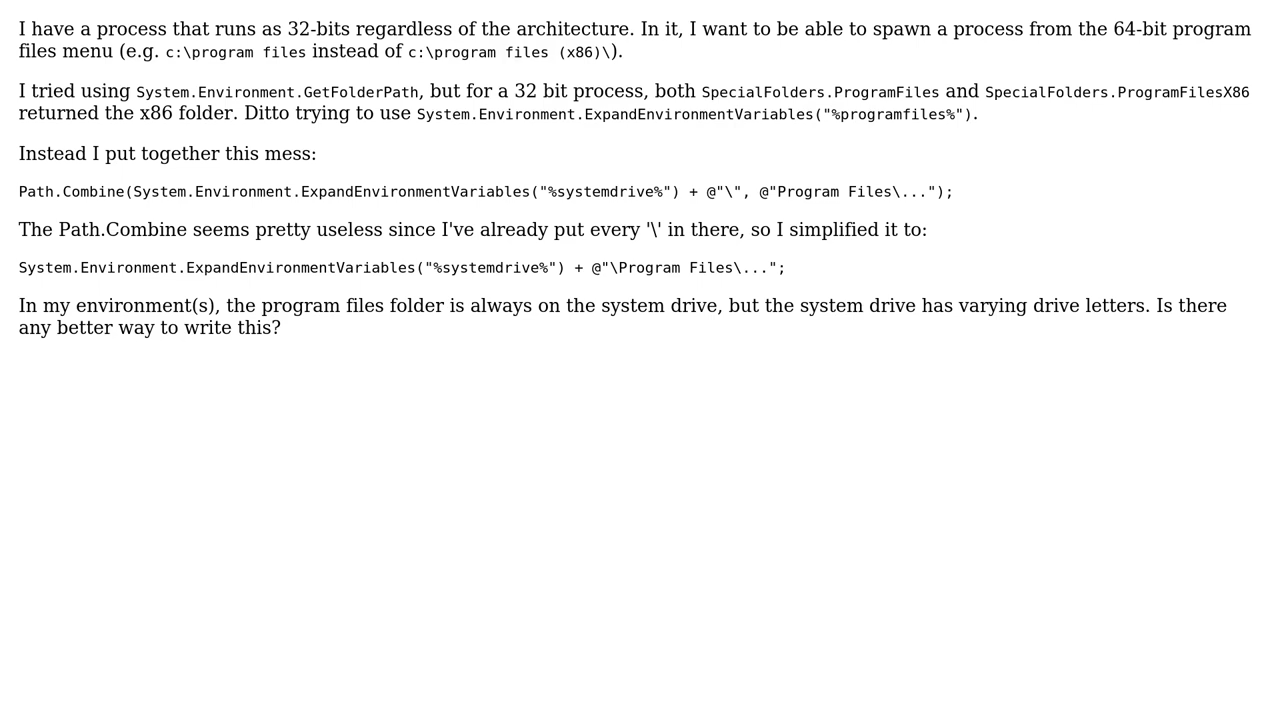 I have a process that runs as 32-bits regardless of the architecture. In it, I want to be able to spawn a process from the 64-bit program
files menu (e.g. c:\program files instead of c:\program files (x86)\).
I tried using System.Environment.GetFolderPath, but for a 32 bit process, both SpecialFolders.ProgramFiles and SpecialFolders.ProgramFilesX86
returned the x86 folder. Ditto trying to use System.Environment.ExpandEnvironmentVariables("%programfiles%").
Instead I put together this mess:
Path.Combine(System.Environment.ExpandEnvironmentVariables("%systemdrive%") + @"\", @"Program Files\...");
The Path.Combine seems pretty useless since I've already put every '\' in there, so I simplified it to:
System.Environment.ExpandEnvironmentVariables("%systemdrive%") + @"\Program Files\...";
In my environment(s), the program files folder is always on the system drive, but the system drive has varying drive letters. Is there
any better way to write this?